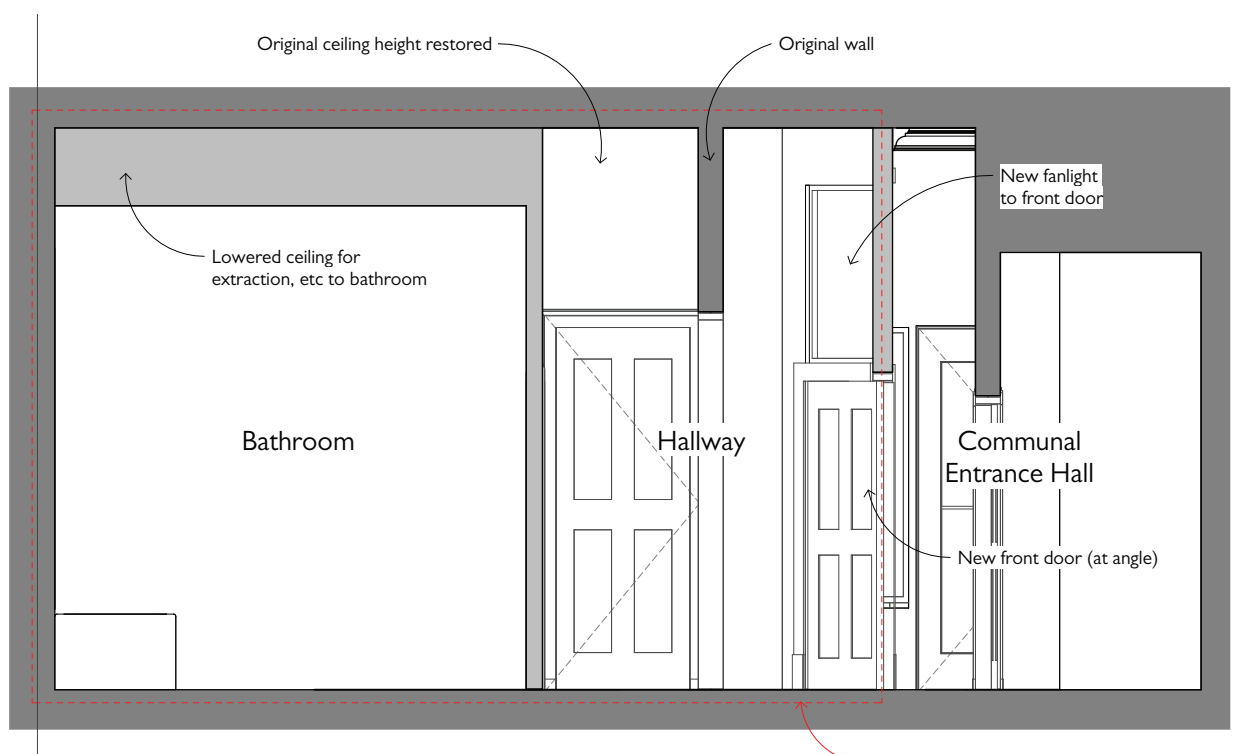 Original ceiling height restored
Original wall
New fanlight
to front door
Lowered ceiling for
extraction, etc to bathroom
Bathroom
Hallway
Communal
Entrance Hall
New front door (at angle)